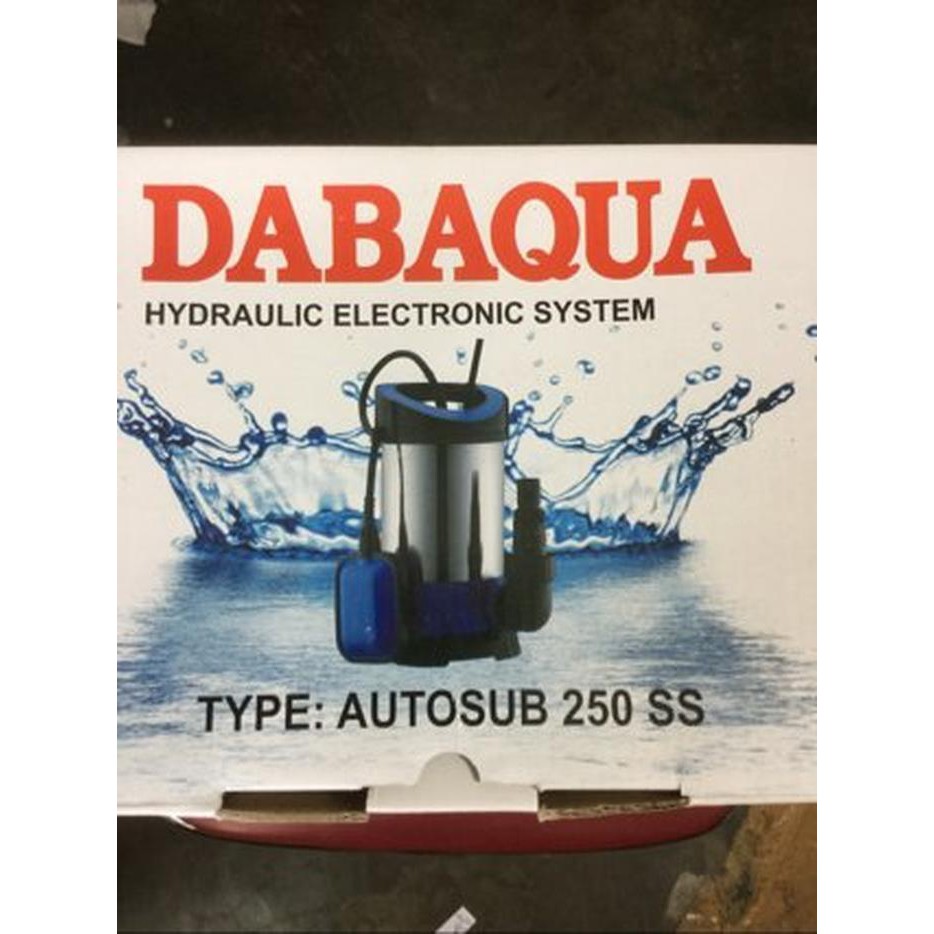 DABAQUA
HYDRAULIC ELECTRONIC SYSTEM
TYPE: AUTOSUB 250 SS